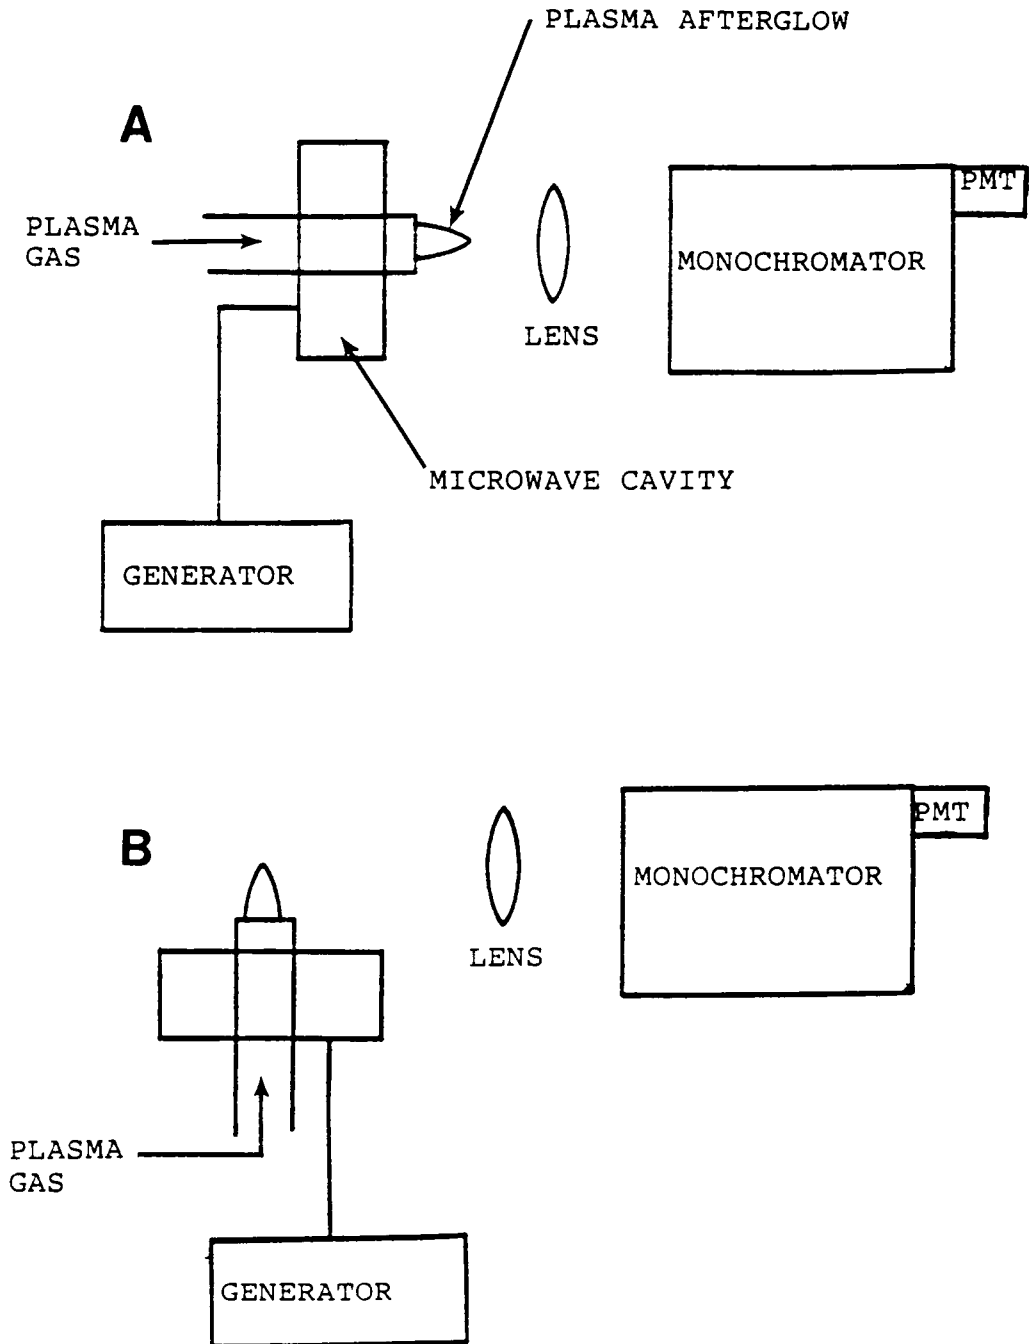 PLASMA AFTERGLOW
A
PMT
PLASMA
GAS
MONOCHROMATOR
LENS
MICROWAVE CAVITY
GENERATOR
B
PMT
MONOCHROMATOR
LENS
PLASMA
GAS
GENERATOR